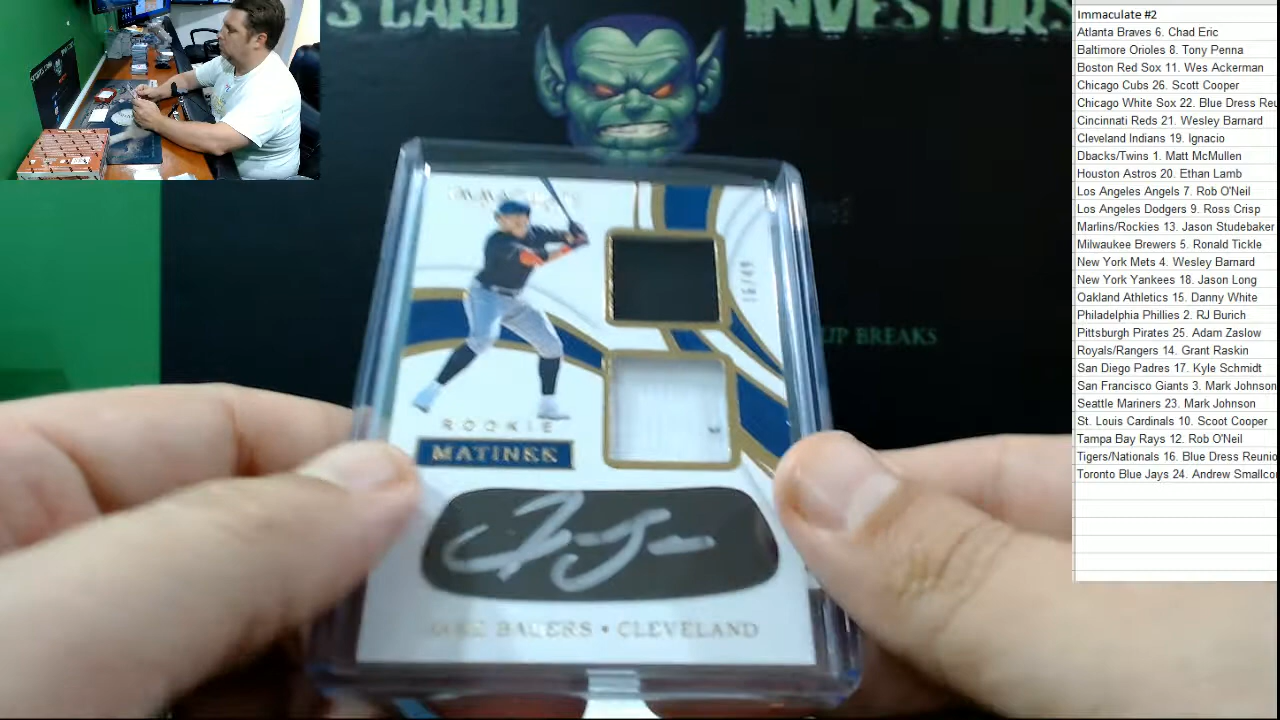 S CARD INVESTORS
UP BREAKS
IMMACULATE
16/49
ROOKIE
MATINEE
BAUERS • CLEVELAND
Immaculate #2
Atlanta Braves 6. Chad Eric
Baltimore Orioles 8. Tony Penna
Boston Red Sox 11. Wes Ackerman
Chicago Cubs 26. Scott Cooper
Chicago White Sox 22. Blue Dress Re
Cincinnati Reds 21. Wesley Barnard
Cleveland Indians 19. Ignacio
Dbacks/Twins 1. Matt McMullen
Houston Astros 20. Ethan Lamb
Los Angeles Angels 7. Rob O'Neil
Los Angeles Dodgers 9. Ross Crisp
Marlins/Rockies 13. Jason Studebaker
Milwaukee Brewers 5. Ronald Tickle
New York Mets 4. Wesley Barnard
New York Yankees 18. Jason Long
Oakland Athletics 15. Danny White
Philadelphia Phillies 2. RJ Burich
Pittsburgh Pirates 25. Adam Zaslow
Royals/Rangers 14. Grant Raskin
San Diego Padres 17. Kyle Schmidt
San Francisco Giants 3. Mark Johnson
Seattle Mariners 23. Mark Johnson
St. Louis Cardinals 10. Scoot Cooper
Tampa Bay Rays 12. Rob O'Neil
Tigers/Nationals 16. Blue Dress Reunio
Toronto Blue Jays 24. Andrew Smallco